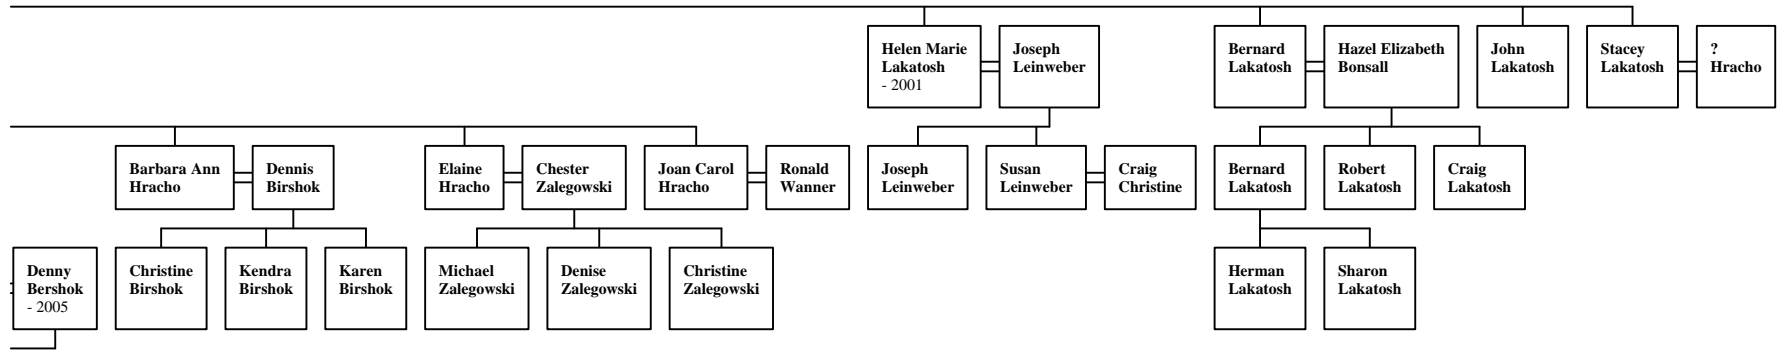 Helen Marie
Lakatosh
- 2001
Joseph
Leinweber
Bernard
Lakatosh
Hazel Elizabeth
Bonsall
John
Lakatosh
Stacey
Lakatosh
?
Hracho
Barbara Ann
Hracho
Dennis
Birshok
Elaine
Hracho
Chester
Zalegowski
Joan Carol
Hracho
Ronald
Wanner
Joseph
Leinweber
Susan
Leinweber
Craig
Christine
Bernard
Lakatosh
Robert
Lakatosh
Craig
Lakatosh
Denny
Bershok
- 2005
Christine
Birshok
Kendra
Birshok
Karen
Birshok
Michael
Zalegowski
Denise
Zalegowski
Christine
Zalegowski
Herman
Lakatosh
Sharon
Lakatosh